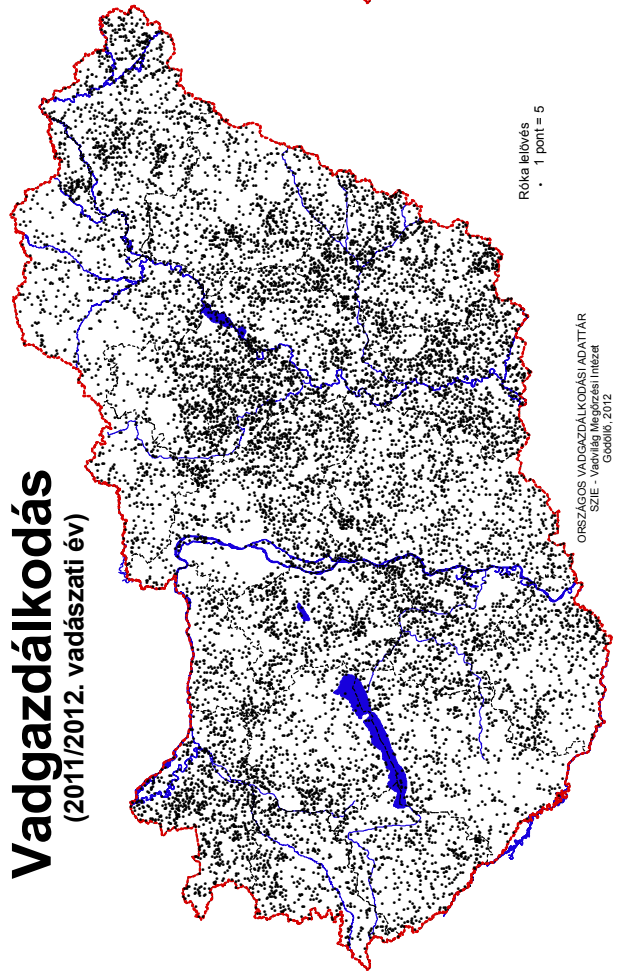 Vadgazdálkodás
(2011/2012. vadászati év)
Róka lelövés
1 pont = 5
ORSZÁGOS VADGAZDÁLKODÁSI ADATTÁR
SZIE - Vadvilág Megőrzési Intézet
Gödöllő, 2012